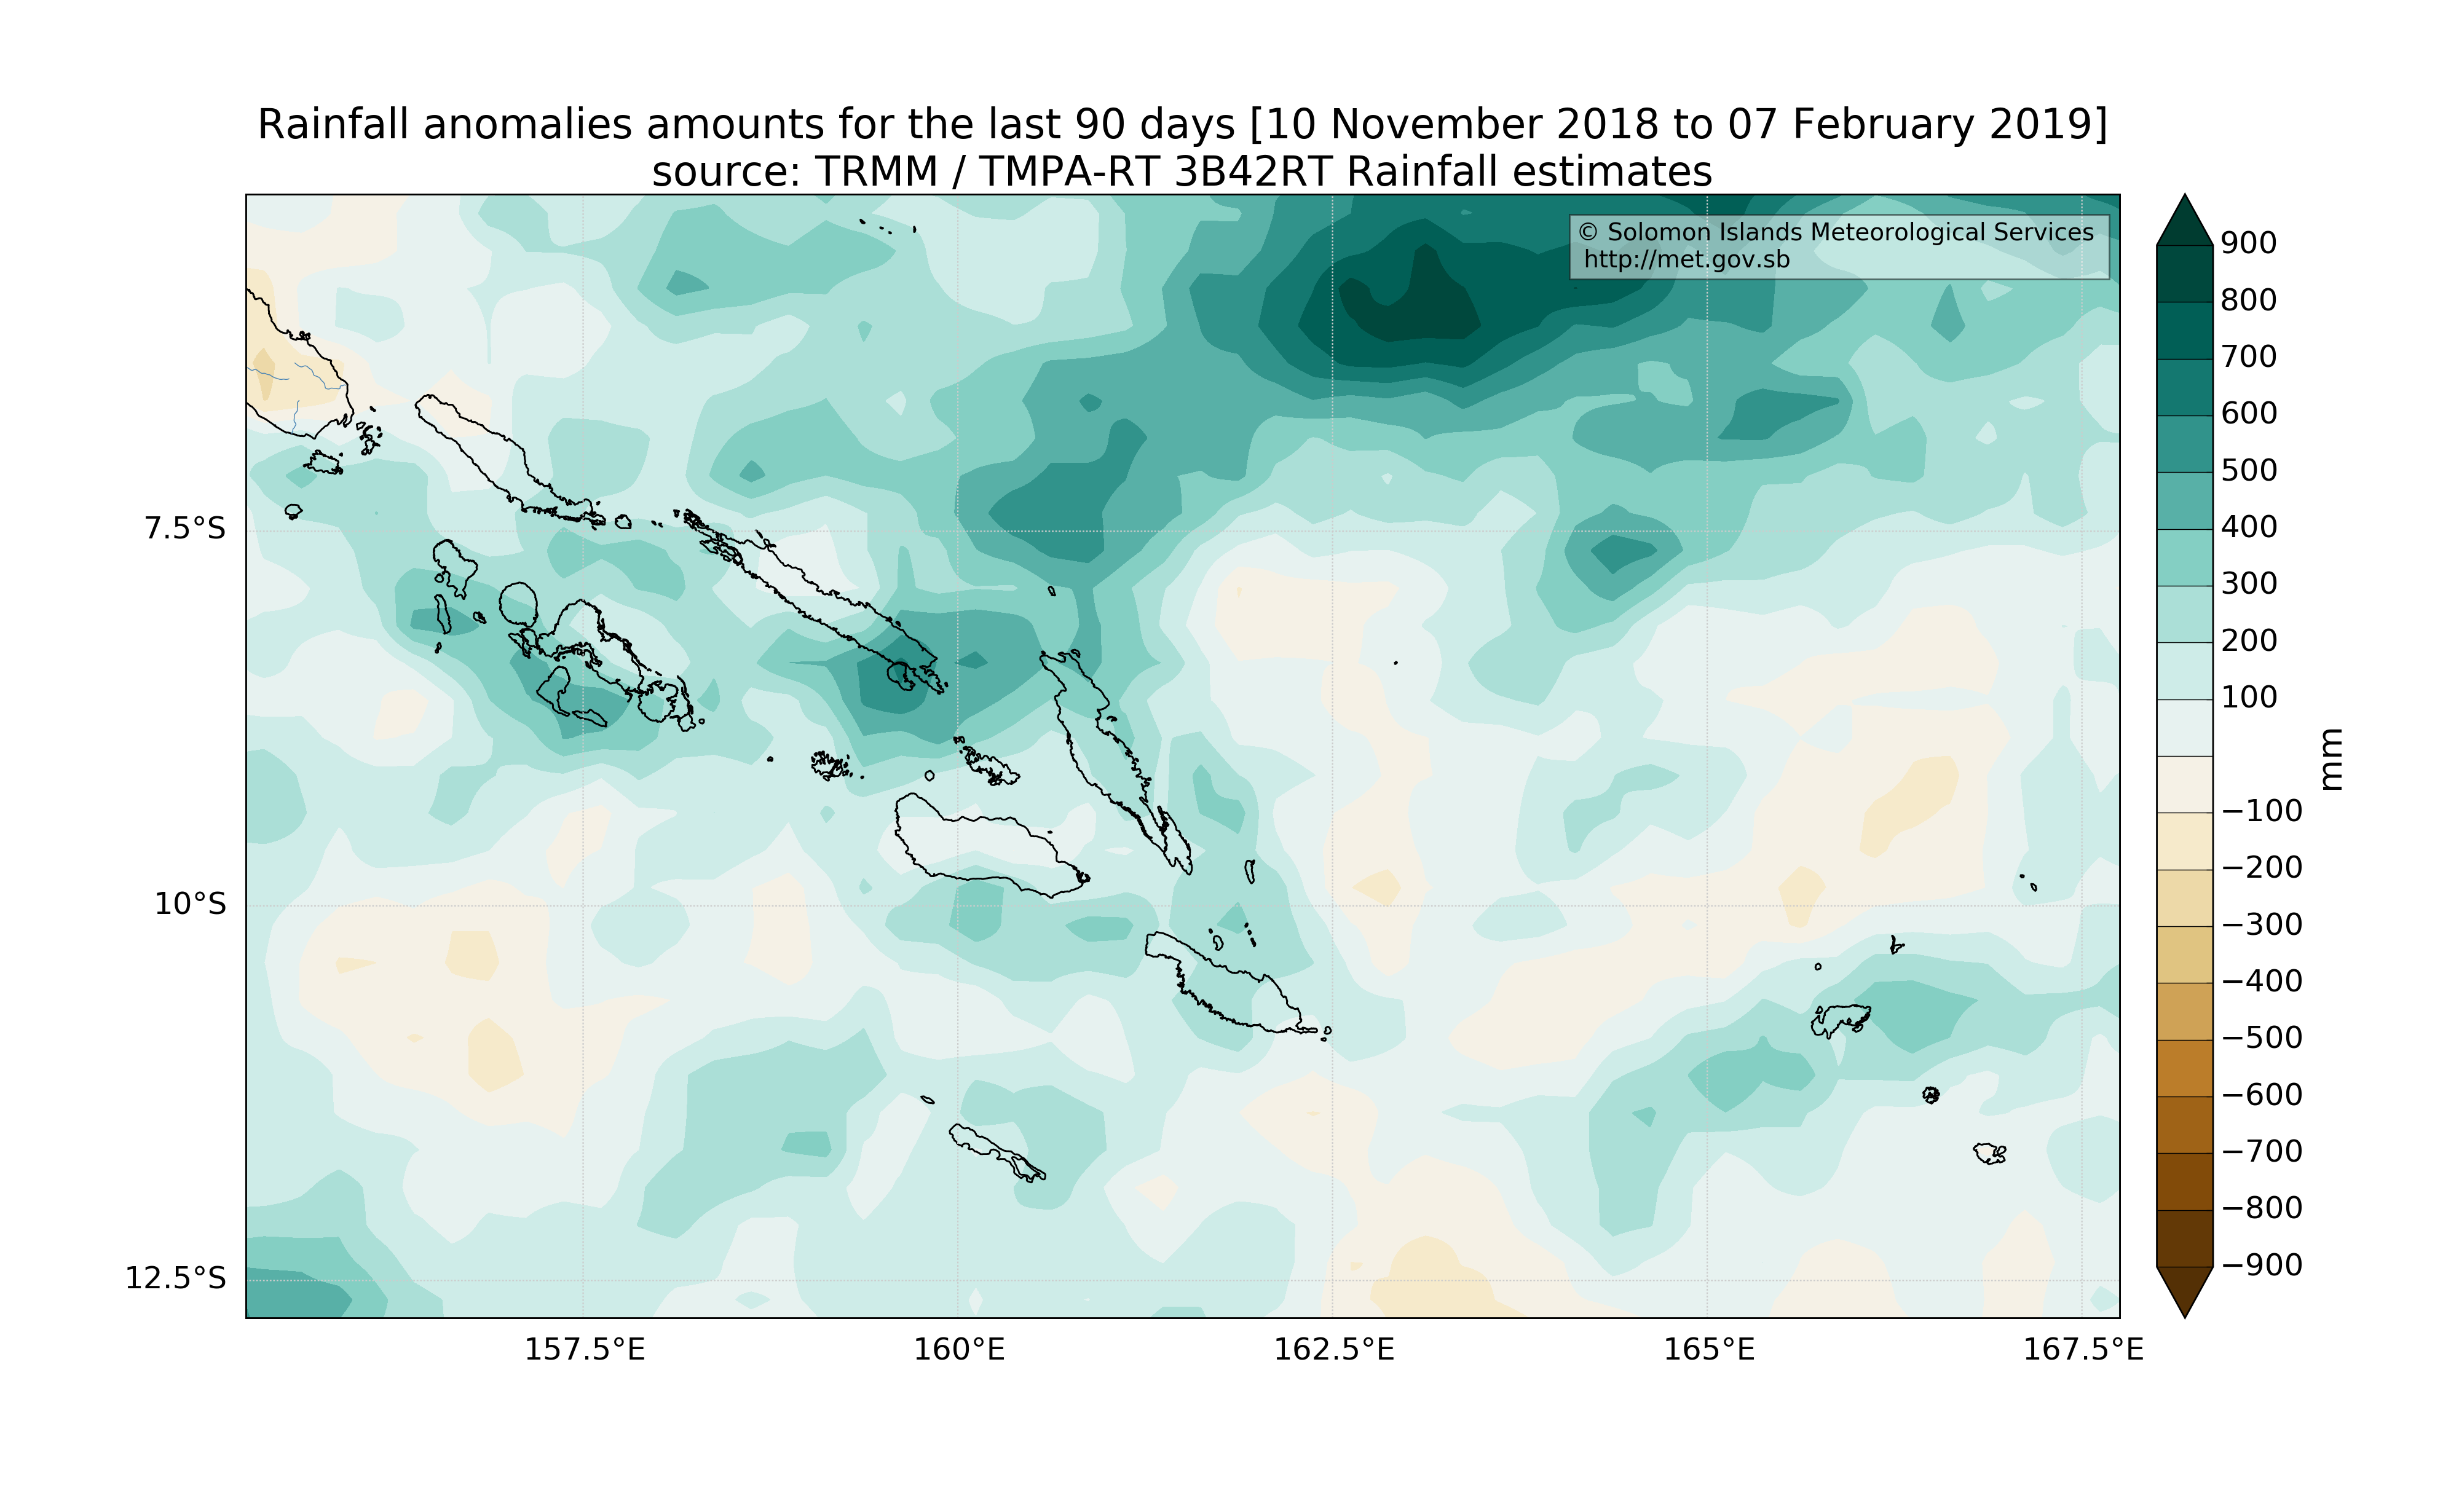 Rainfall anomalies amounts for the last 90 days [10 November 2018 to 07 February 2019]
source: TRMM / TMPA-RT 3B42RT Rainfall estimates
© Solomon Islands Meteorological Services
http://met.gov.sb
7.5°S
10°S
12.5°S
157.5°E
160°E
162.5°E
165°E
167.5°E
900
800
700
600
500
400
300
200
100
−100
−200
−300
−400
−500
−600
−700
−800
−900
mm